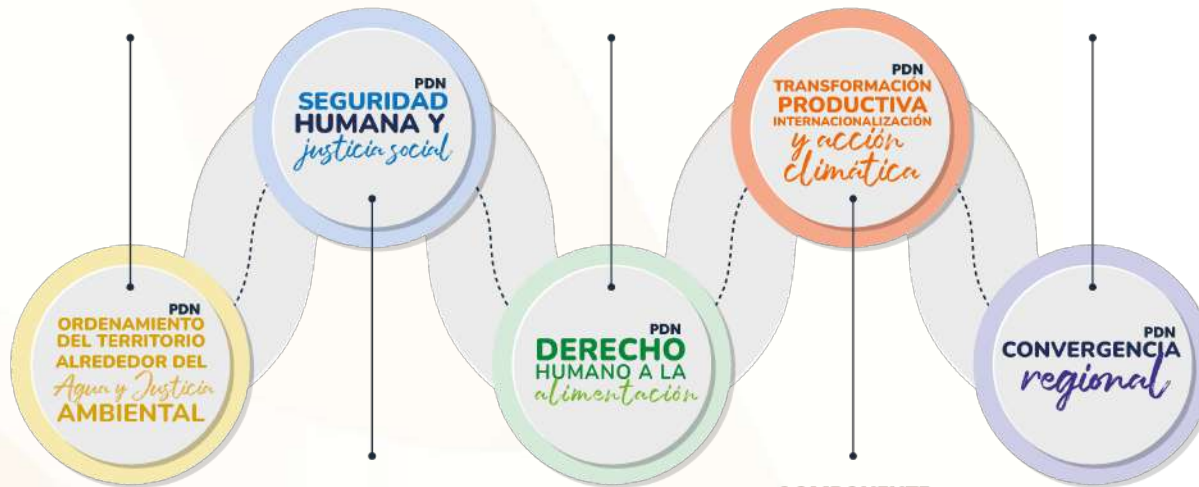 PDN
ORDENAMIENTO
DEL TERRITORIO
ALREDEDOR DEL
Agua y Justicia
AMBIENTAL
PDN
SEGURIDAD
HUMANA Y
justicia social
PDN
DERECHO
HUMANO A LA
alimentación
PDN
TRANSFORMACIÓN
PRODUCTIVA
INTERNACIONALIZACIÓN
y acción
climática
PDN
CONVERGENCIA
regional